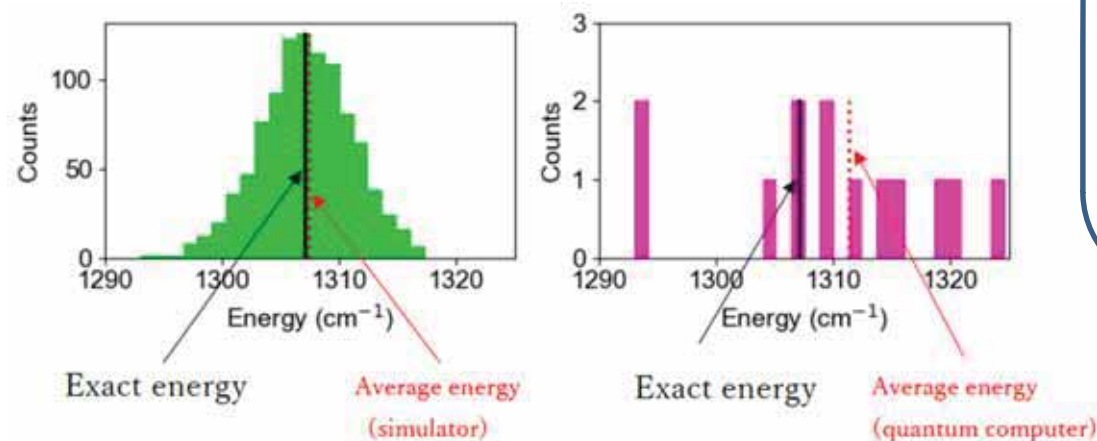 100
50
0
Counts
1290
1300
1310
1320
Energy (cm⁻¹)
Exact energy
Average energy
(simulator)
3
2
1
0
Counts
1290
1300
1310
1320
Energy (cm⁻¹)
Exact energy
Average energy
(quantum computer)